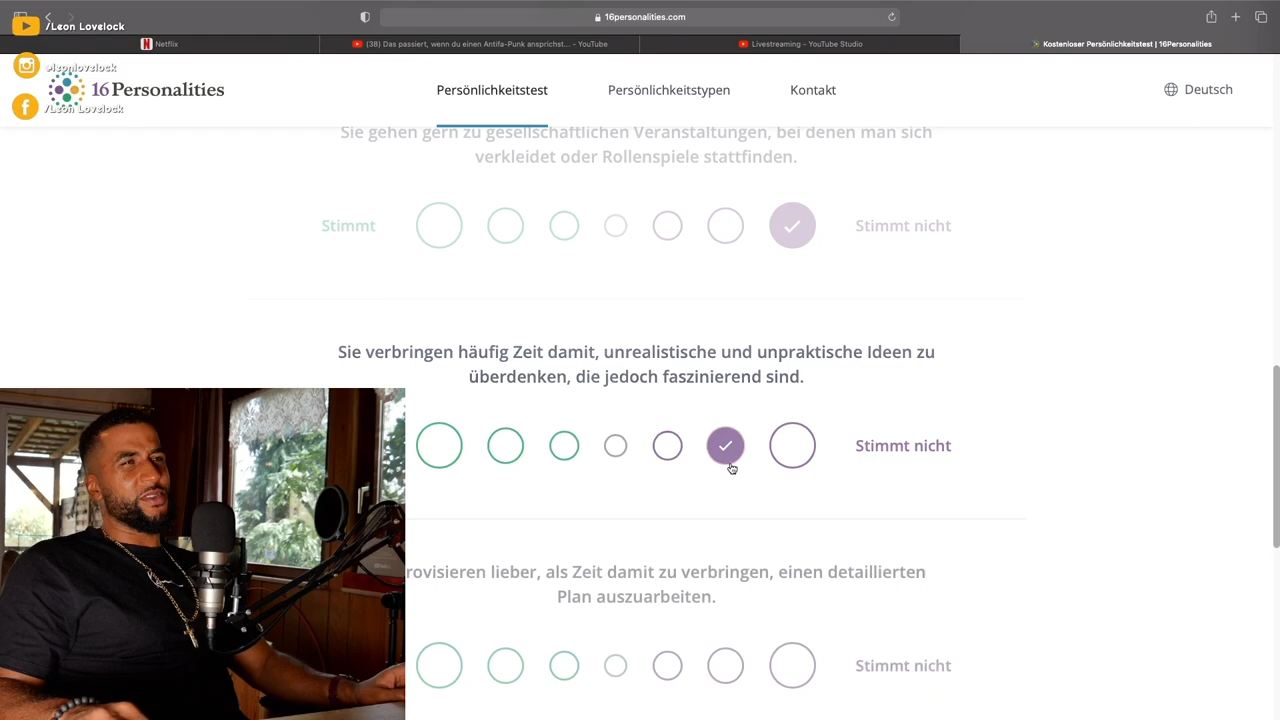 /Leon Lovelock
16personalities.com
Netflix
(38) Das passiert, wenn du einen Antifa-Punk ansprichst... - YouTube
Livestreaming - YouTube Studio
Kostenloser Persönlichkeitstest | 16Personalities
@leonlovelock
16Personalities
/Leon Lovelock
Persönlichkeitstest
Persönlichkeitstypen
Kontakt
Deutsch
Sie gehen gern zu gesellschaftlichen Veranstaltungen, bei denen man sich
verkleidet oder Rollenspiele stattfinden.
Stimmt
Stimmt nicht
Sie verbringen häufig Zeit damit, unrealistische und unpraktische Ideen zu
überdenken, die jedoch faszinierend sind.
Stimmt nicht
rovisieren lieber, als Zeit damit zu verbringen, einen detaillierten
Plan auszuarbeiten.
Stimmt nicht